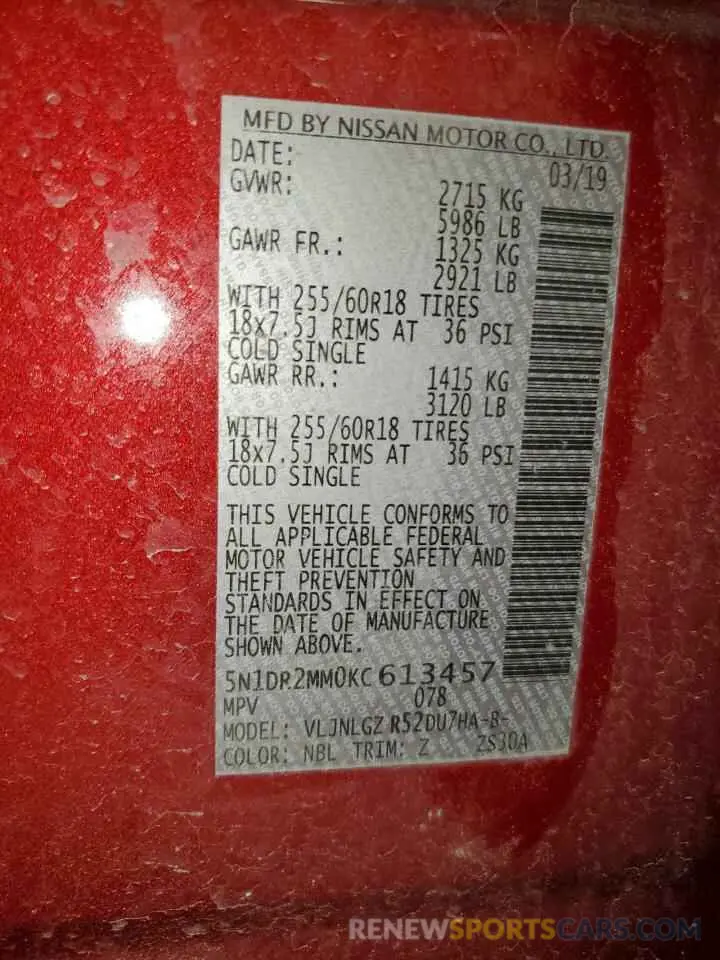 MFD BY NISSAN MOTOR CO., LTD.
DATE: 03/19
GVWR: 2715 KG
5986 LB
GAWR FR.: 1325 KG
2921 LB
WITH 255/60R18 TIRES
18x7.5J RIMS AT 36 PSI
COLD SINGLE
GAWR RR.: 1415 KG
3120 LB
WITH 255/60R18 TIRES
18x7.5J RIMS AT 36 PSI
COLD SINGLE
THIS VEHICLE CONFORMS TO
ALL APPLICABLE FEDERAL
MOTOR VEHICLE SAFETY AND
THEFT PREVENTION
STANDARDS IN EFFECT ON
THE DATE OF MANUFACTURE
SHOWN ABOVE.
5N1DR2MM0KC613457
MPV 078
MODEL: VLJNLGZ R52DU7HA-B-
COLOR: NBL TRIM: Z ZS30A
RENEWSPORTSCARS.COM